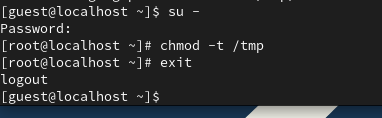 [guest@localhost ~]$ su -
Password:
[root@localhost ~]# chmod -t /tmp
[root@localhost ~]# exit
logout
[guest@localhost ~]$